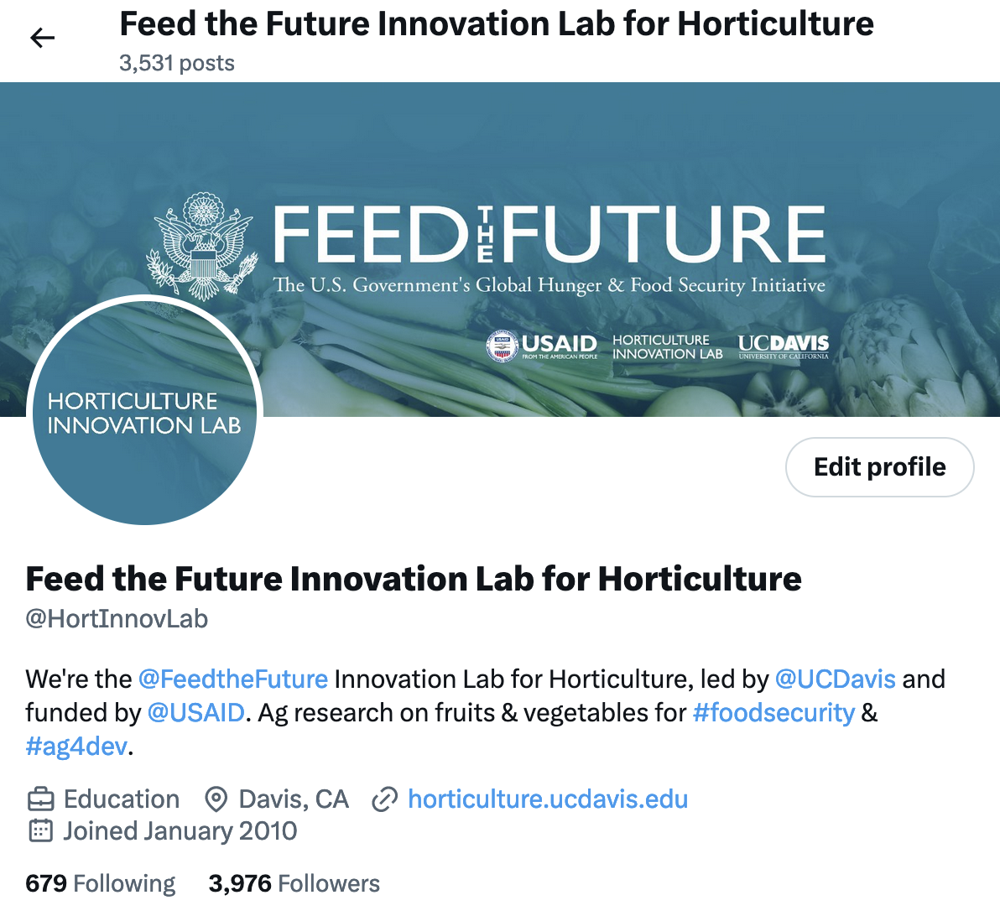 Feed the Future Innovation Lab for Horticulture
3,531 posts
FEED THE FUTURE
The U.S. Government's Global Hunger & Food Security Initiative
USAID
FROM THE AMERICAN PEOPLE
HORTICULTURE
INNOVATION LAB
UCDAVIS
UNIVERSITY OF CALIFORNIA
HORTICULTURE
INNOVATION LAB
Edit profile
Feed the Future Innovation Lab for Horticulture
@HortInnovLab
We're the @FeedtheFuture Innovation Lab for Horticulture, led by @UCDavis and
funded by @USAID. Ag research on fruits & vegetables for #foodsecurity &
#ag4dev.
Education Davis, CA horticulture.ucdavis.edu
Joined January 2010
679 Following 3,976 Followers